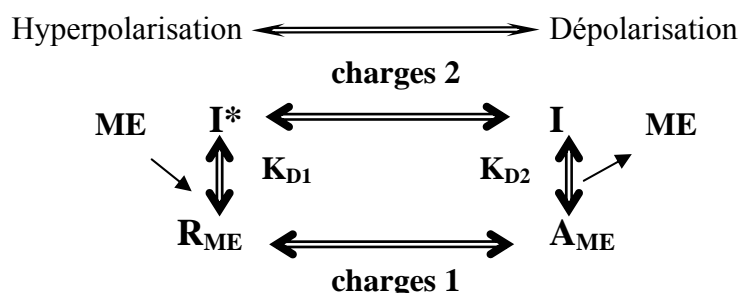 Hyperpolarisation Dépolarisation
charges 2
ME I* I ME
K_D1 K_D2
R_ME A_ME
charges 1